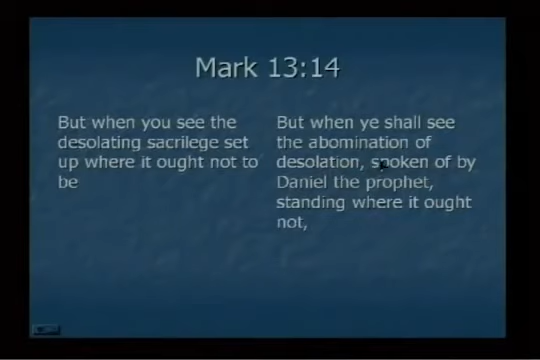 Mark 13:14
But when you see the
desolating sacrilege set
up where it ought not to
be
But when ye shall see
the abomination of
desolation, spoken of by
Daniel the prophet,
standing where it ought
not,